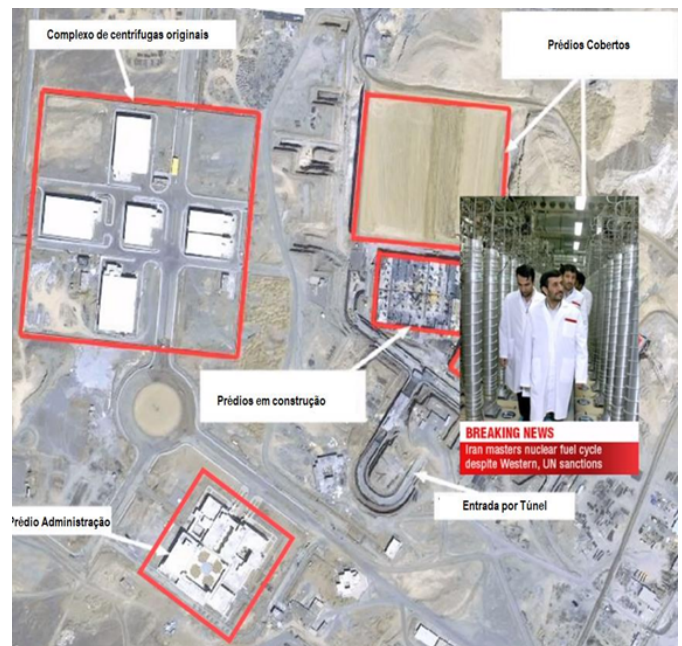 Complexo de centrífugas originais
Prédios Cobertos
Prédios em construção
BREAKING NEWS
Iran masters nuclear fuel cycle
despite Western, UN sanctions
Entrada por Túnel
Prédio Administração